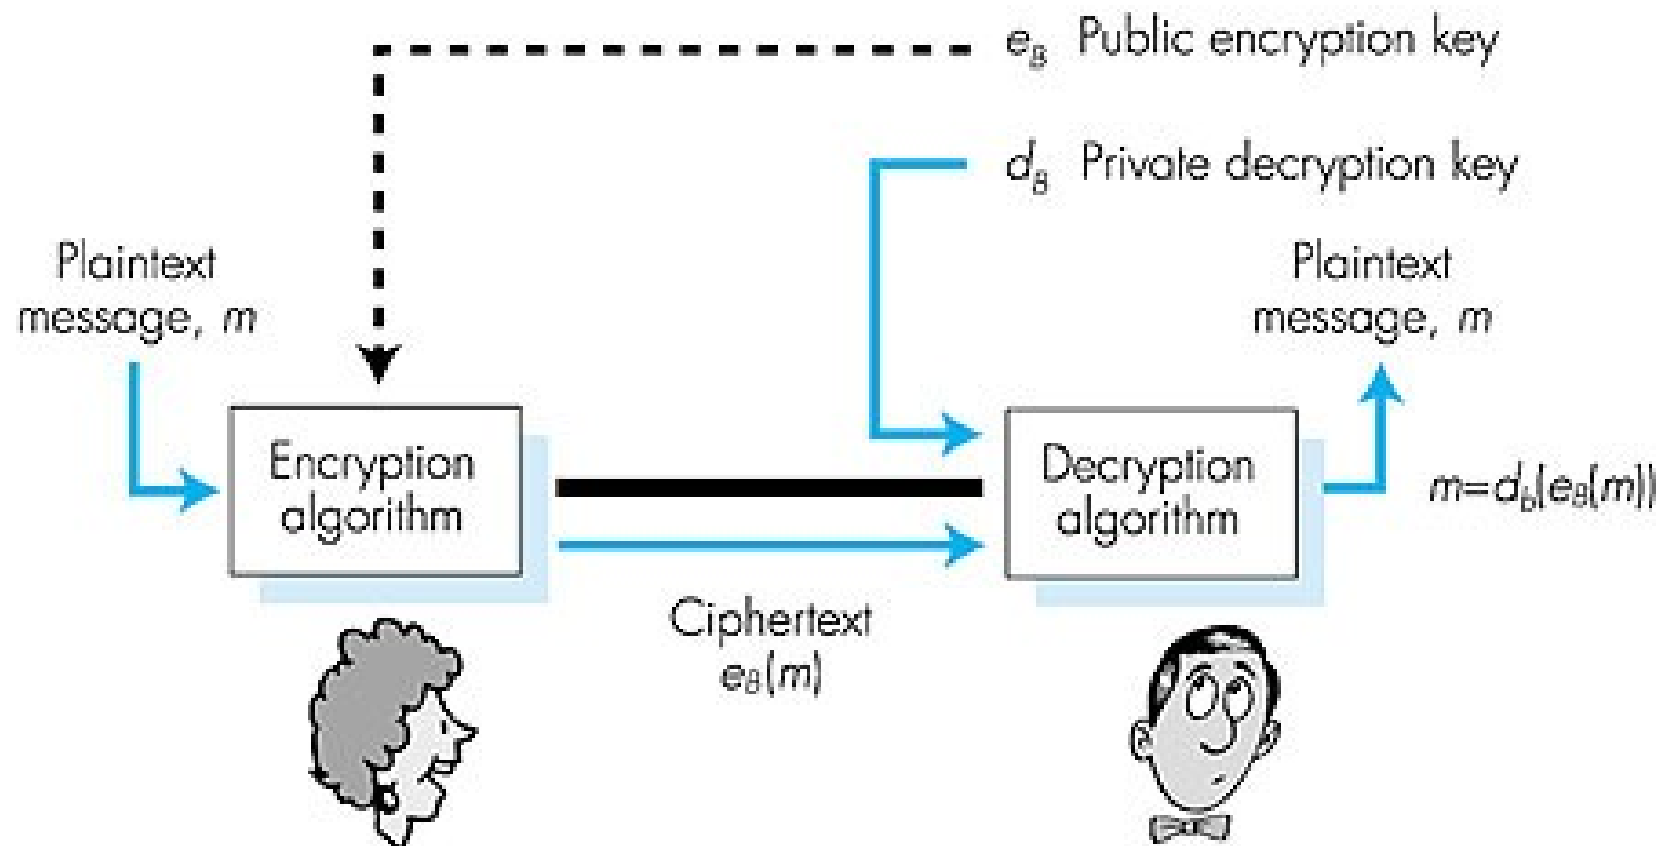 e_B Public encryption key
d_B Private decryption key
Plaintext
message, m
Plaintext
message, m
Encryption
algorithm
Decryption
algorithm
m=d_b(e_B(m))
Ciphertext
e_B(m)